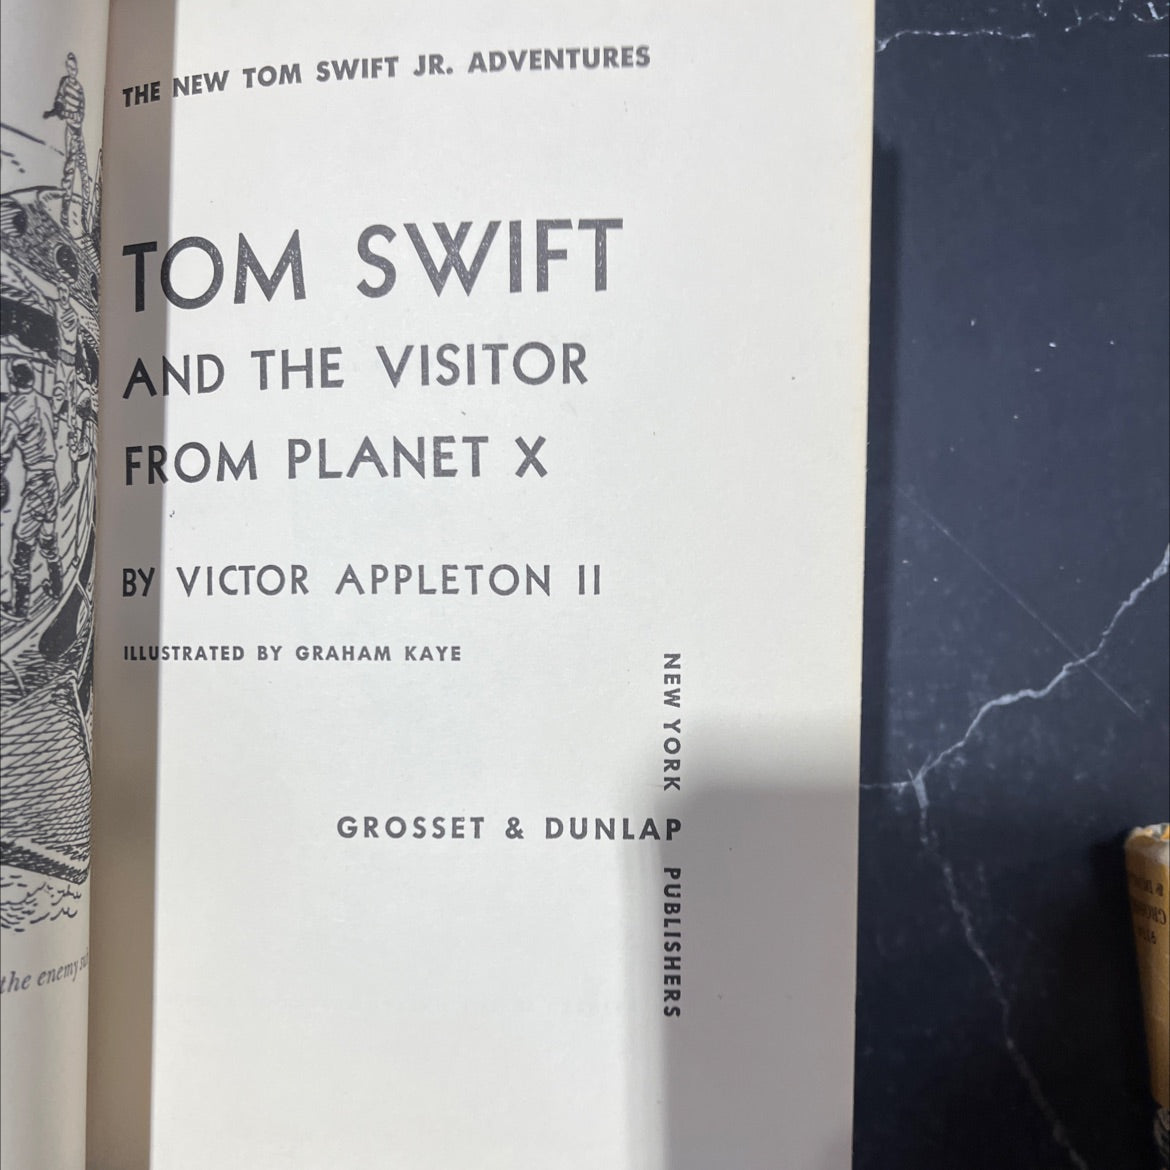 THE NEW TOM SWIFT JR. ADVENTURES
TOM SWIFT
AND THE VISITOR
FROM PLANET X
BY VICTOR APPLETON II
ILLUSTRATED BY GRAHAM KAYE
GROSSET & DUNLAP
NEW YORK
PUBLISHERS
the enemy